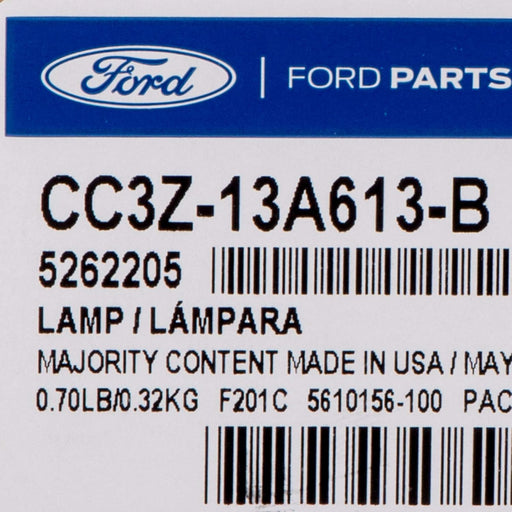 Ford | FORD PARTS
CC3Z-13A613-B
5262205
LAMP / LÁMPARA
MAJORITY CONTENT MADE IN USA / MAY
0.70LB/0.32KG F201C 5610156-100 PAC